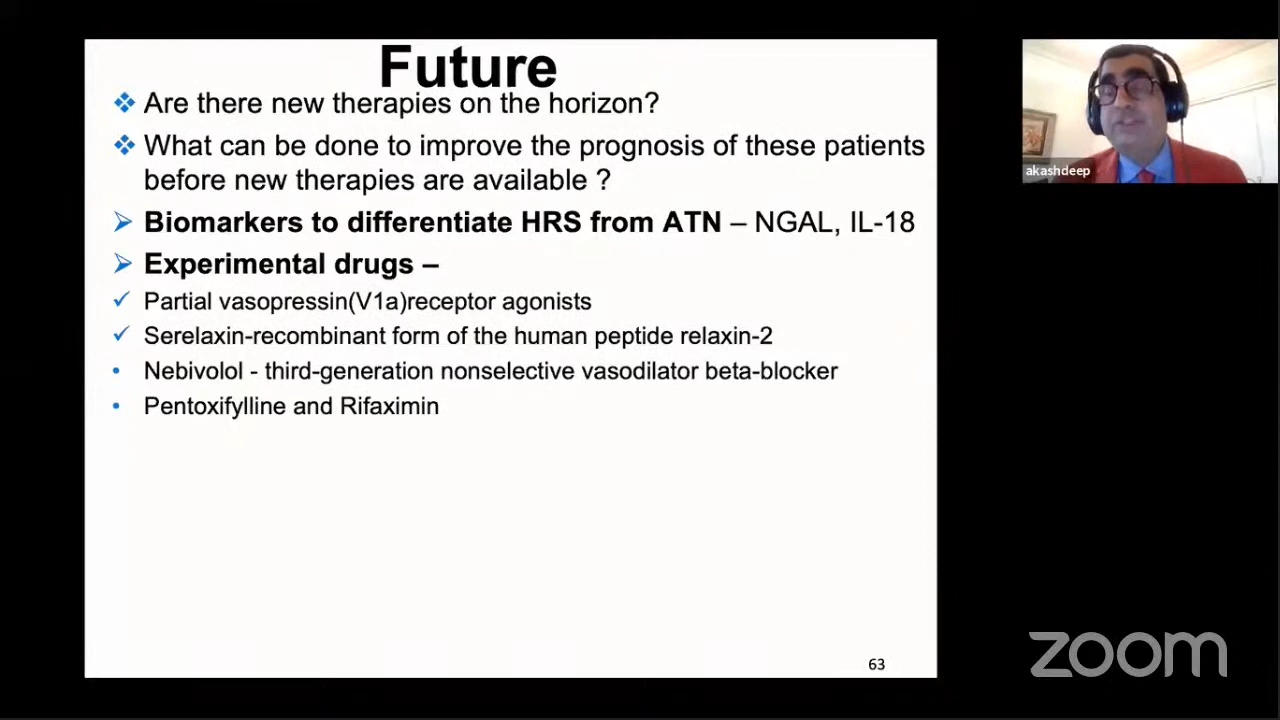 Future
❖ Are there new therapies on the horizon?
❖ What can be done to improve the prognosis of these patients
before new therapies are available ?
➢ Biomarkers to differentiate HRS from ATN – NGAL, IL-18
➢ Experimental drugs –
✓ Partial vasopressin(V1a)receptor agonists
✓ Serelaxin-recombinant form of the human peptide relaxin-2
• Nebivolol - third-generation nonselective vasodilator beta-blocker
• Pentoxifylline and Rifaximin
63
akashdeep
zoom